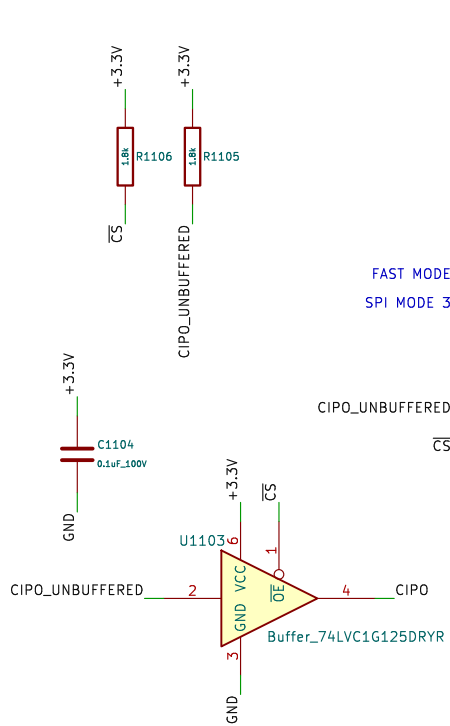 +3.3V
+3.3V
1.8k
R1106
1.8k
R1105
CS
CIPO_UNBUFFERED
FAST MODE
SPI MODE 3
+3.3V
CIPO_UNBUFFERED
C1104
CS
0.1uF_100V
GND
+3.3V
CS
U1103
6
1
VCC
OE
CIPO_UNBUFFERED
2
4
CIPO
GND
Buffer_74LVC1G125DRYR
3
GND